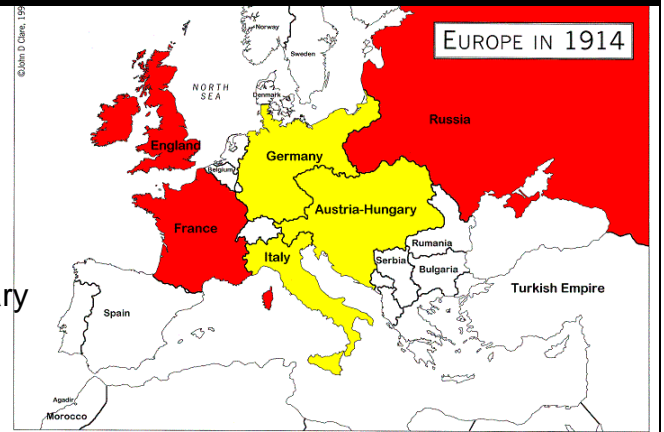 ©John D Clare, 199
EUROPE IN 1914
Norway
Sweden
NORTH
SEA
Denmark
Russia
England
Germany
Belgium
Austria-Hungary
France
Italy
Rumania
Serbia
Bulgaria
ry
Spain
Turkish Empire
Agadir
Morocco